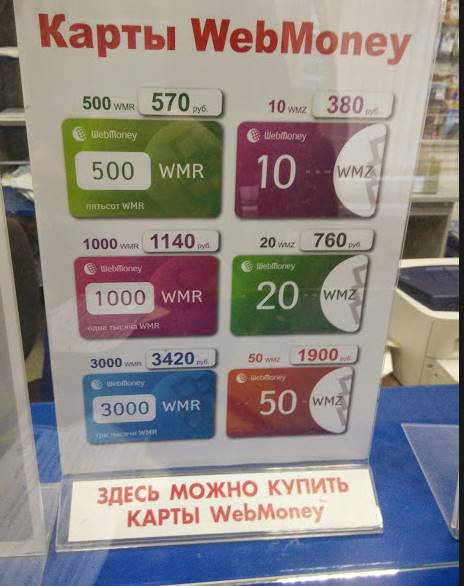 Карты WebMoney
500 WMR 570 руб.
10 WMZ 380 руб.
WebMoney
500 WMR
пятьсот WMR
WebMoney
10 WMZ
1000 WMR 1140 руб.
20 WMZ 760 руб.
WebMoney
1000 WMR
одна тысяча WMR
WebMoney
20 WMZ
3000 WMR 3420 руб.
50 WMZ 1900 руб.
WebMoney
3000 WMR
три тысячи WMR
WebMoney
50 WMZ
ЗДЕСЬ МОЖНО КУПИТЬ
КАРТЫ WebMoney